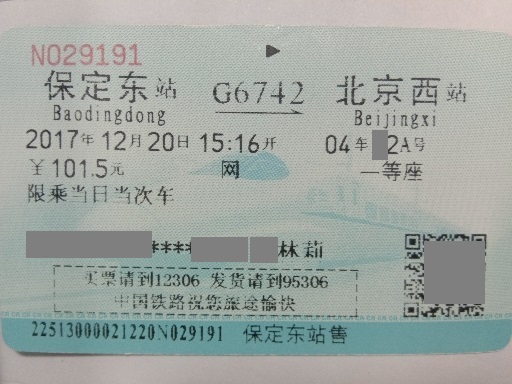 N029191
保定东站 G6742 北京西站
Baodingdong Beijingxi
2017年12月20日15:16开 04车2A号
￥101.5元 网 一等座
限乘当日当次车
****林莉
买票请到12306 发货请到95306
中国铁路祝您旅途愉快
22513000021220N029191 保定东站售